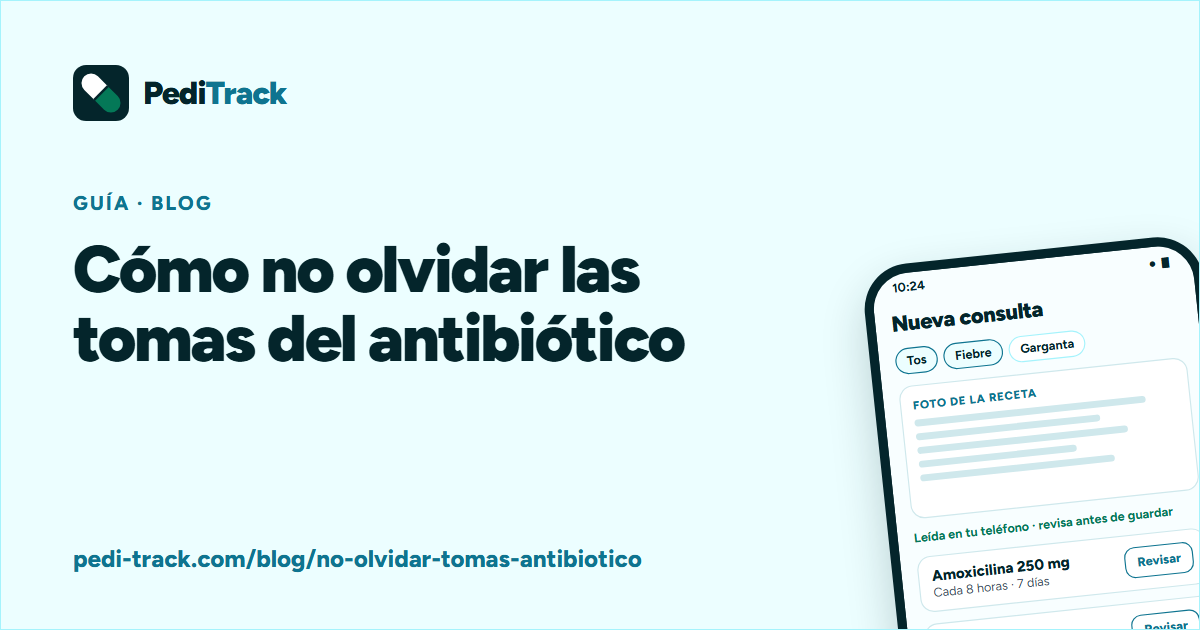 PediTrack
GUÍA · BLOG
Cómo no olvidar las
tomas del antibiótico
pedi-track.com/blog/no-olvidar-tomas-antibiotico
10:24
Nueva consulta
Tos
Fiebre
Garganta
FOTO DE LA RECETA
Leída en tu teléfono · revisa antes de guardar
Amoxicilina 250 mg
Cada 8 horas · 7 días
Revisar
Revisar